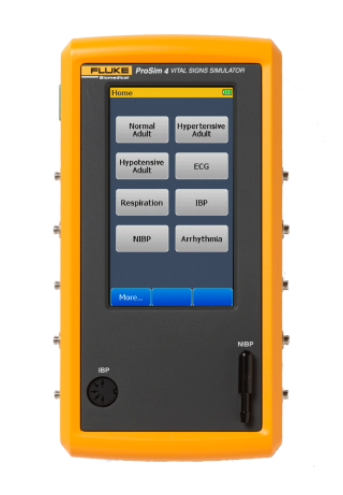 FLUKE ProSim 4 VITAL SIGNS SIMULATOR
Biomedical
Home
Normal Adult
Hypertensive Adult
Hypotensive Adult
ECG
Respiration
IBP
NIBP
Arrhythmia
More...
NIBP
IBP